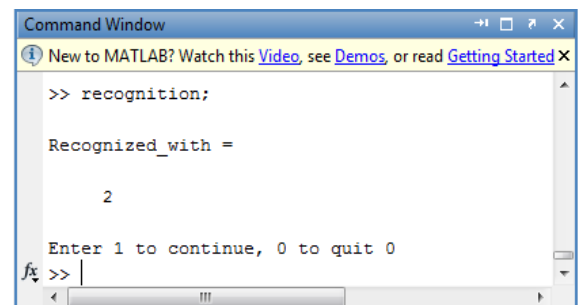 Command Window
New to MATLAB? Watch this Video, see Demos, or read Getting Started
>> recognition;
Recognized_with =
2
Enter 1 to continue, 0 to quit 0
fx >>